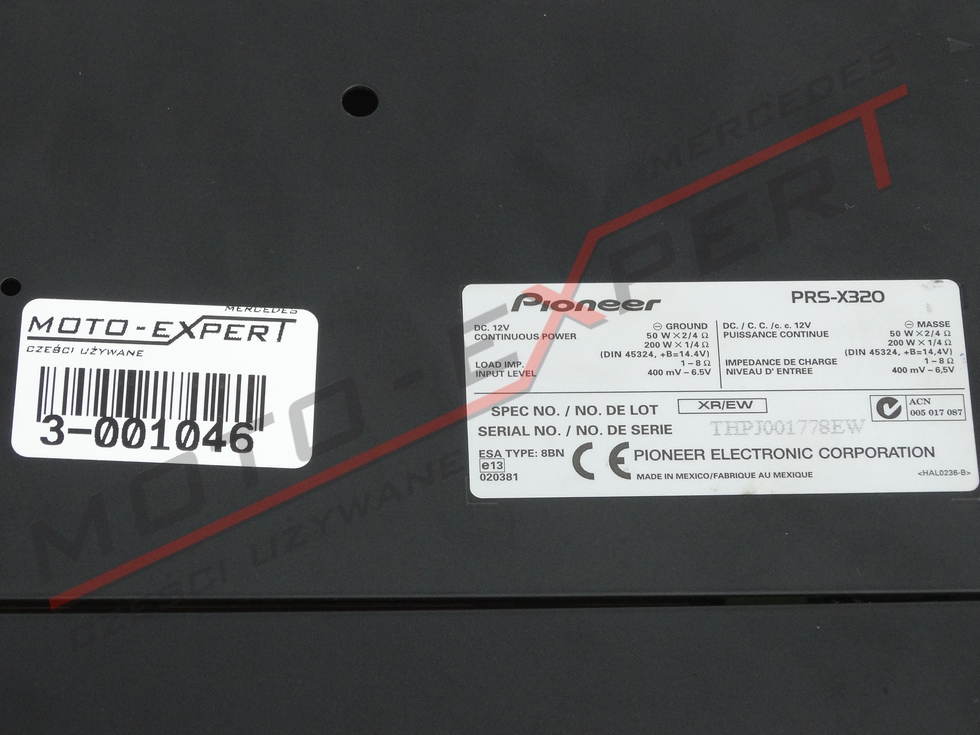 MERCEDES
MOTO-EXPERT
CZĘŚCI UŻYWANE
3-001046
Pioneer
PRS-X320
DC. 12V ⊖ GROUND
CONTINUOUS POWER 50 W×2/4 Ω
200 W×1/4 Ω
(DIN 45324, +B=14.4V)
LOAD IMP. 1–8 Ω
INPUT LEVEL 400 mV–6.5V
DC. / C. C. /c. c. 12V ⊖ MASSE
PUISSANCE CONTINUE 50 W×2/4 Ω
200 W×1/4 Ω
(DIN 45324, +B=14,4V)
IMPEDANCE DE CHARGE 1–8 Ω
NIVEAU D' ENTREE 400 mV–6,5V
SPEC NO. / NO. DE LOT XR/EW
ACN
005 017 087
SERIAL NO. / NO. DE SERIE THPJ001778EW
ESA TYPE: 8BN
e13
020381
CE
PIONEER ELECTRONIC CORPORATION
MADE IN MEXICO/FABRIQUE AU MEXIQUE <HAL0236-B>
MERCEDES
MOTO-EXPERT
CZĘŚCI UŻYWANE